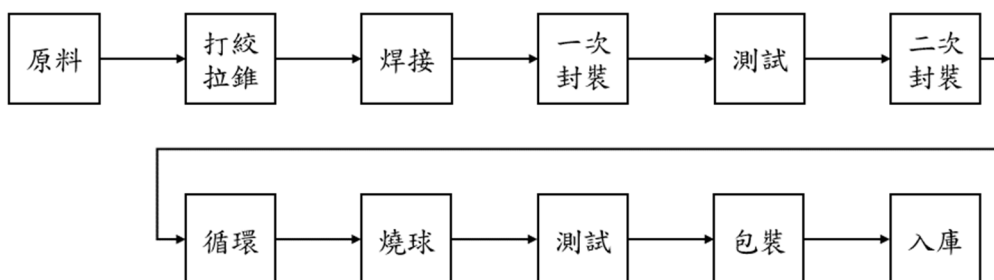 原料
打絞
拉錐
焊接
一次
封裝
測試
二次
封裝
循環
燒球
測試
包裝
入庫